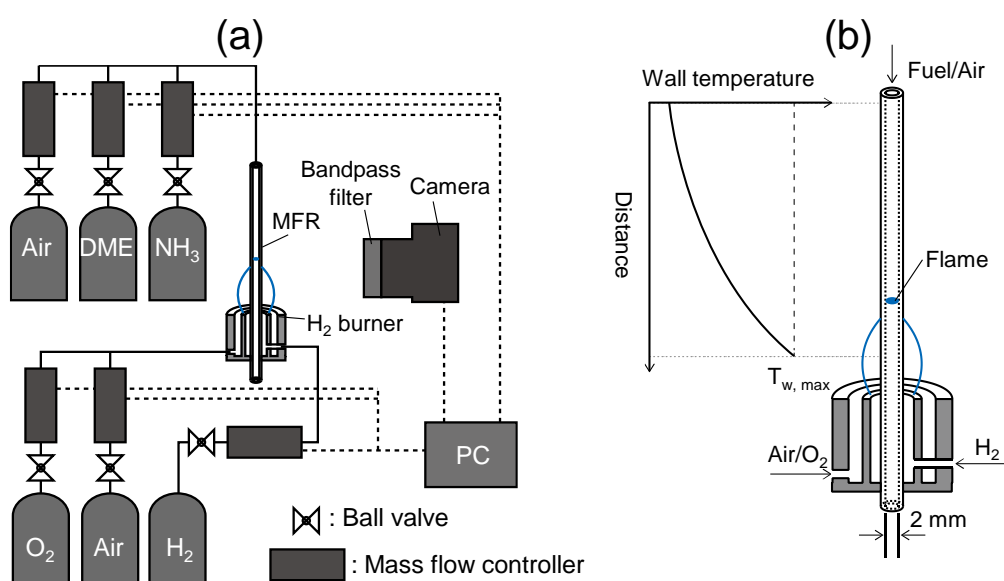 (a)
Air
DME
NH₃
MFR
Bandpass
filter
Camera
H₂ burner
O₂
Air
H₂
PC
: Ball valve
: Mass flow controller
(b)
Wall temperature
Fuel/Air
Distance
Flame
T_w, max
Air/O₂
H₂
2 mm